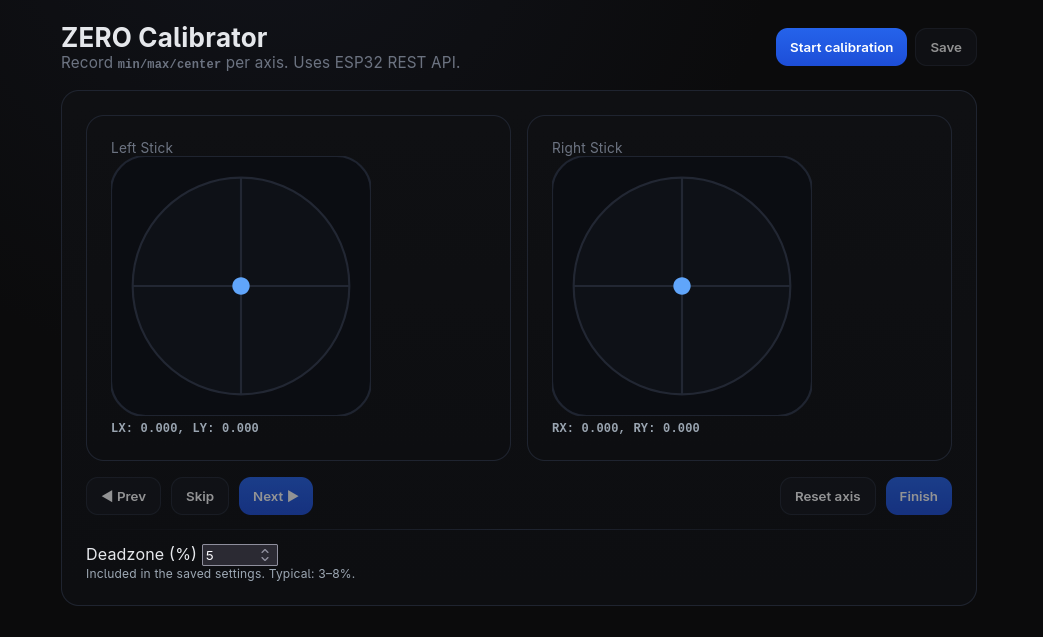 ZERO Calibrator
Record min/max/center per axis. Uses ESP32 REST API.
Start calibration
Save
Left Stick
Right Stick
LX: 0.000, LY: 0.000
RX: 0.000, RY: 0.000
◀ Prev
Skip
Next ▶
Reset axis
Finish
Deadzone (%) 5
Included in the saved settings. Typical: 3–8%.